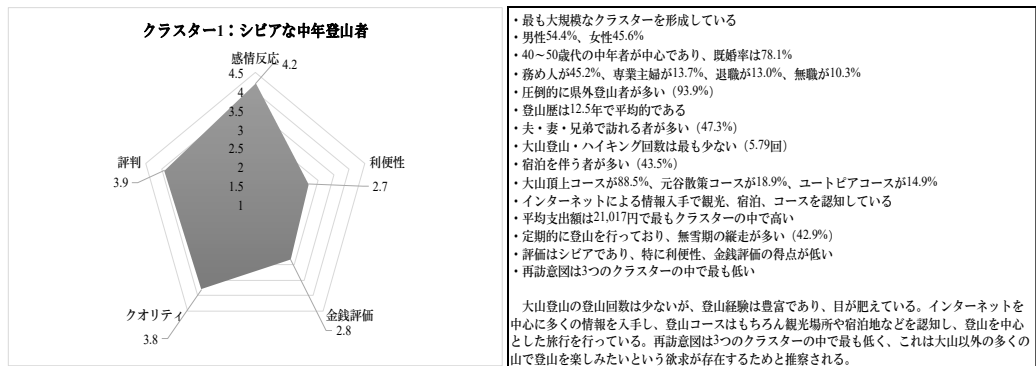 クラスター1：シビアな中年登山者
感情反応
4.2
4.5
4
3.5
3
2.5
2
1.5
1
利便性
2.7
金銭評価
2.8
クオリティ
3.8
評判
3.9
・最も大規模なクラスターを形成している
・男性54.4%、女性45.6%
・40～50歳代の中年者が中心であり、既婚率は78.1%
・務め人が45.2%、専業主婦が13.7%、退職が13.0%、無職が10.3%
・圧倒的に県外登山者が多い（93.9%）
・登山歴は12.5年で平均的である
・夫・妻・兄弟で訪れる者が多い（47.3%）
・大山登山・ハイキング回数は最も少ない（5.79回）
・宿泊を伴う者が多い（43.5%）
・大山頂上コースが88.5%、元谷散策コースが18.9%、ユートピアコースが14.9%
・インターネットによる情報入手で観光、宿泊、コースを認知している
・平均支出額は21,017円で最もクラスターの中で高い
・定期的に登山を行っており、無雪期の縦走が多い（42.9%）
・評価はシビアであり、特に利便性、金銭評価の得点が低い
・再訪意図は3つのクラスターの中で最も低い
大山登山の登山回数は少ないが、登山経験は豊富であり、目が肥えている。インターネットを
中心に多くの情報を入手し、登山コースはもちろん観光場所や宿泊地などを認知し、登山を中心
とした旅行を行っている。再訪意図は3つのクラスターの中で最も低く、これは大山以外の多くの
山で登山を楽しみたいという欲求が存在するためと推察される。